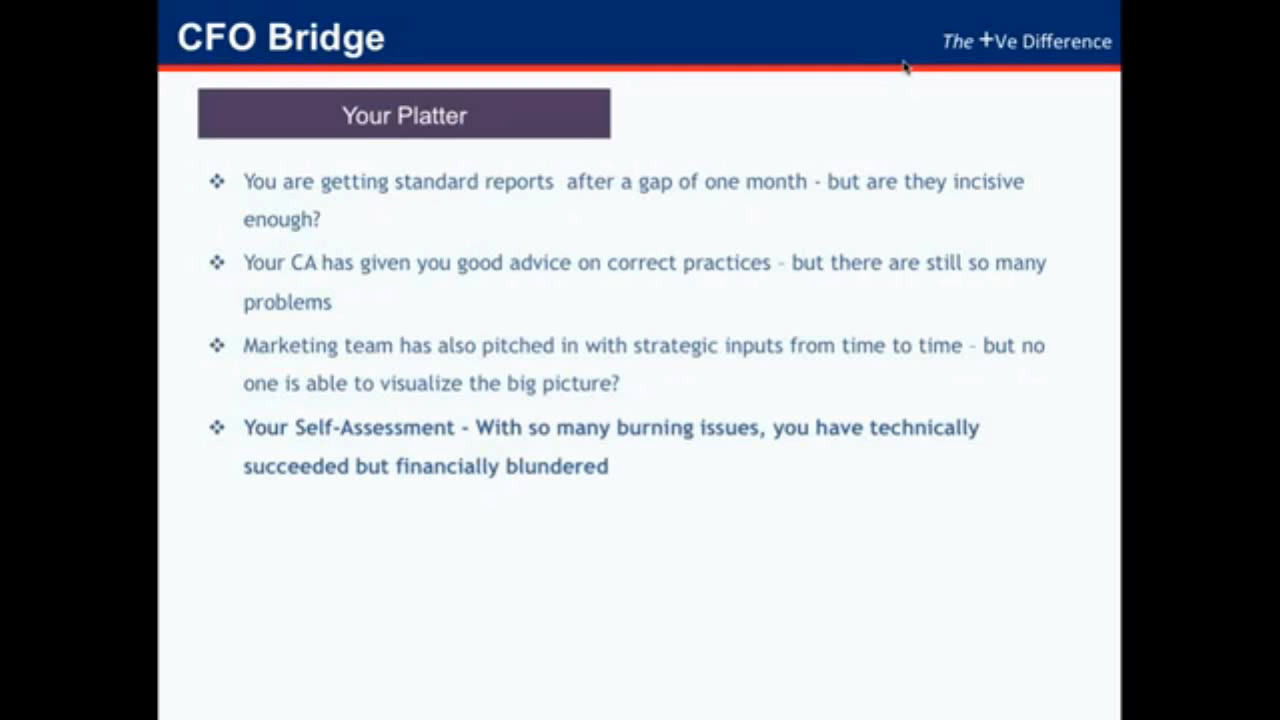 CFO Bridge
The +Ve Difference
Your Platter
You are getting standard reports after a gap of one month - but are they incisive
enough?
Your CA has given you good advice on correct practices – but there are still so many
problems
Marketing team has also pitched in with strategic inputs from time to time – but no
one is able to visualize the big picture?
Your Self-Assessment - With so many burning issues, you have technically
succeeded but financially blundered